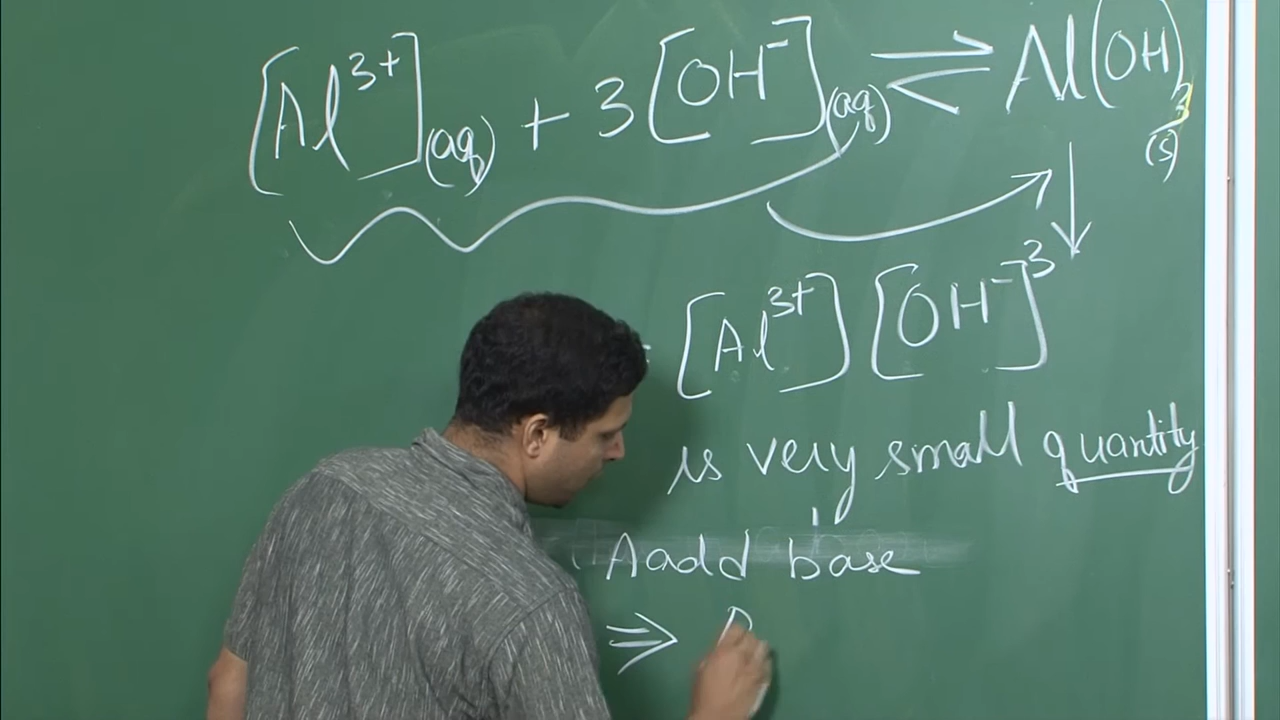 [Al³⁺](aq) + 3[OH⁻](aq) ⇌ Al(OH)₃(s)
= [Al³⁺][OH⁻]³
is very small quantity
Aadd base
⇒